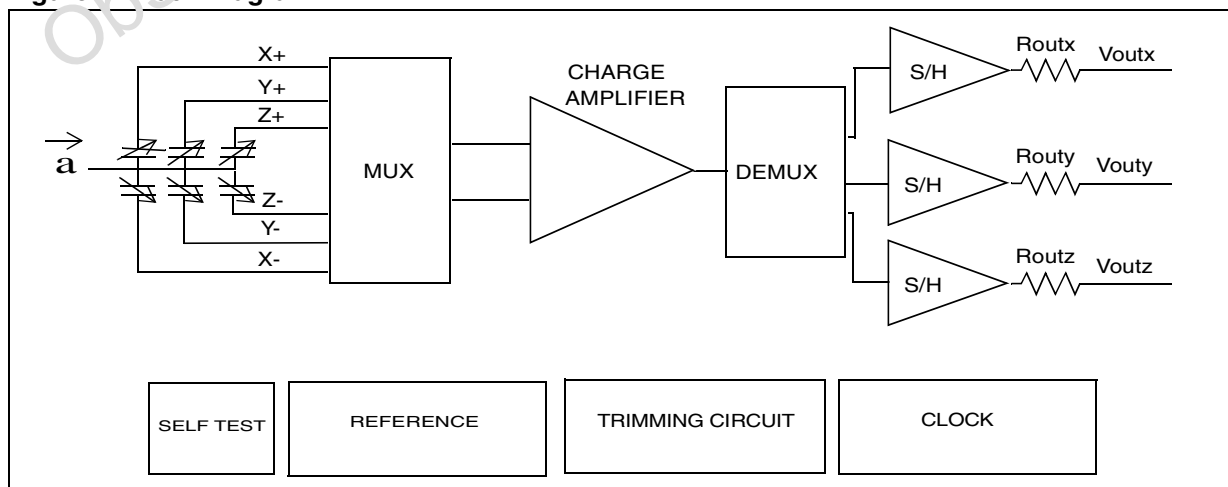 X+
Y+
Z+
a
Z-
Y-
X-
MUX
CHARGE
AMPLIFIER
DEMUX
S/H
Routx
Voutx
S/H
Routy
Vouty
S/H
Routz
Voutz
SELF TEST
REFERENCE
TRIMMING CIRCUIT
CLOCK